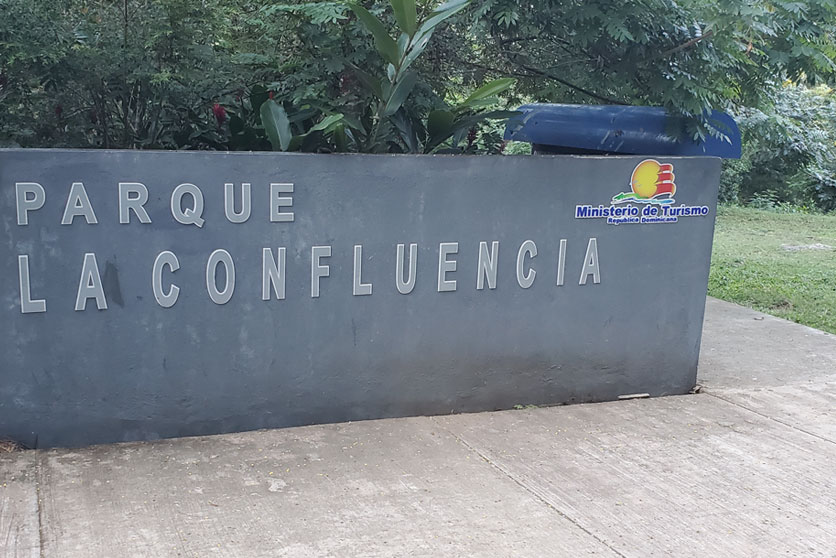 PARQUE
LA CONFLUENCIA
Ministerio de Turismo
República Dominicana